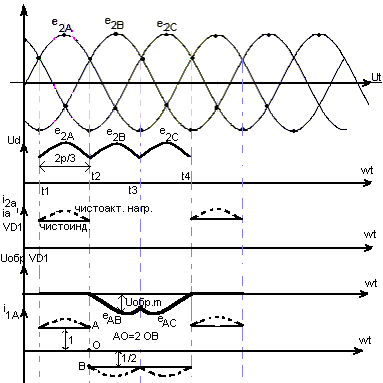 e2A e2B e2C
Ut
Ud
e2A e2B e2C
2p/3
t1 t2 t3 t4
wt
i2a
ia
VD1
чистоакт. нагр.
чистоинд
wt
Uобр VD1
wt
Uобр.m
eAB eAC
i1A
A
1
O
AO=2 OB
wt
B
1/2